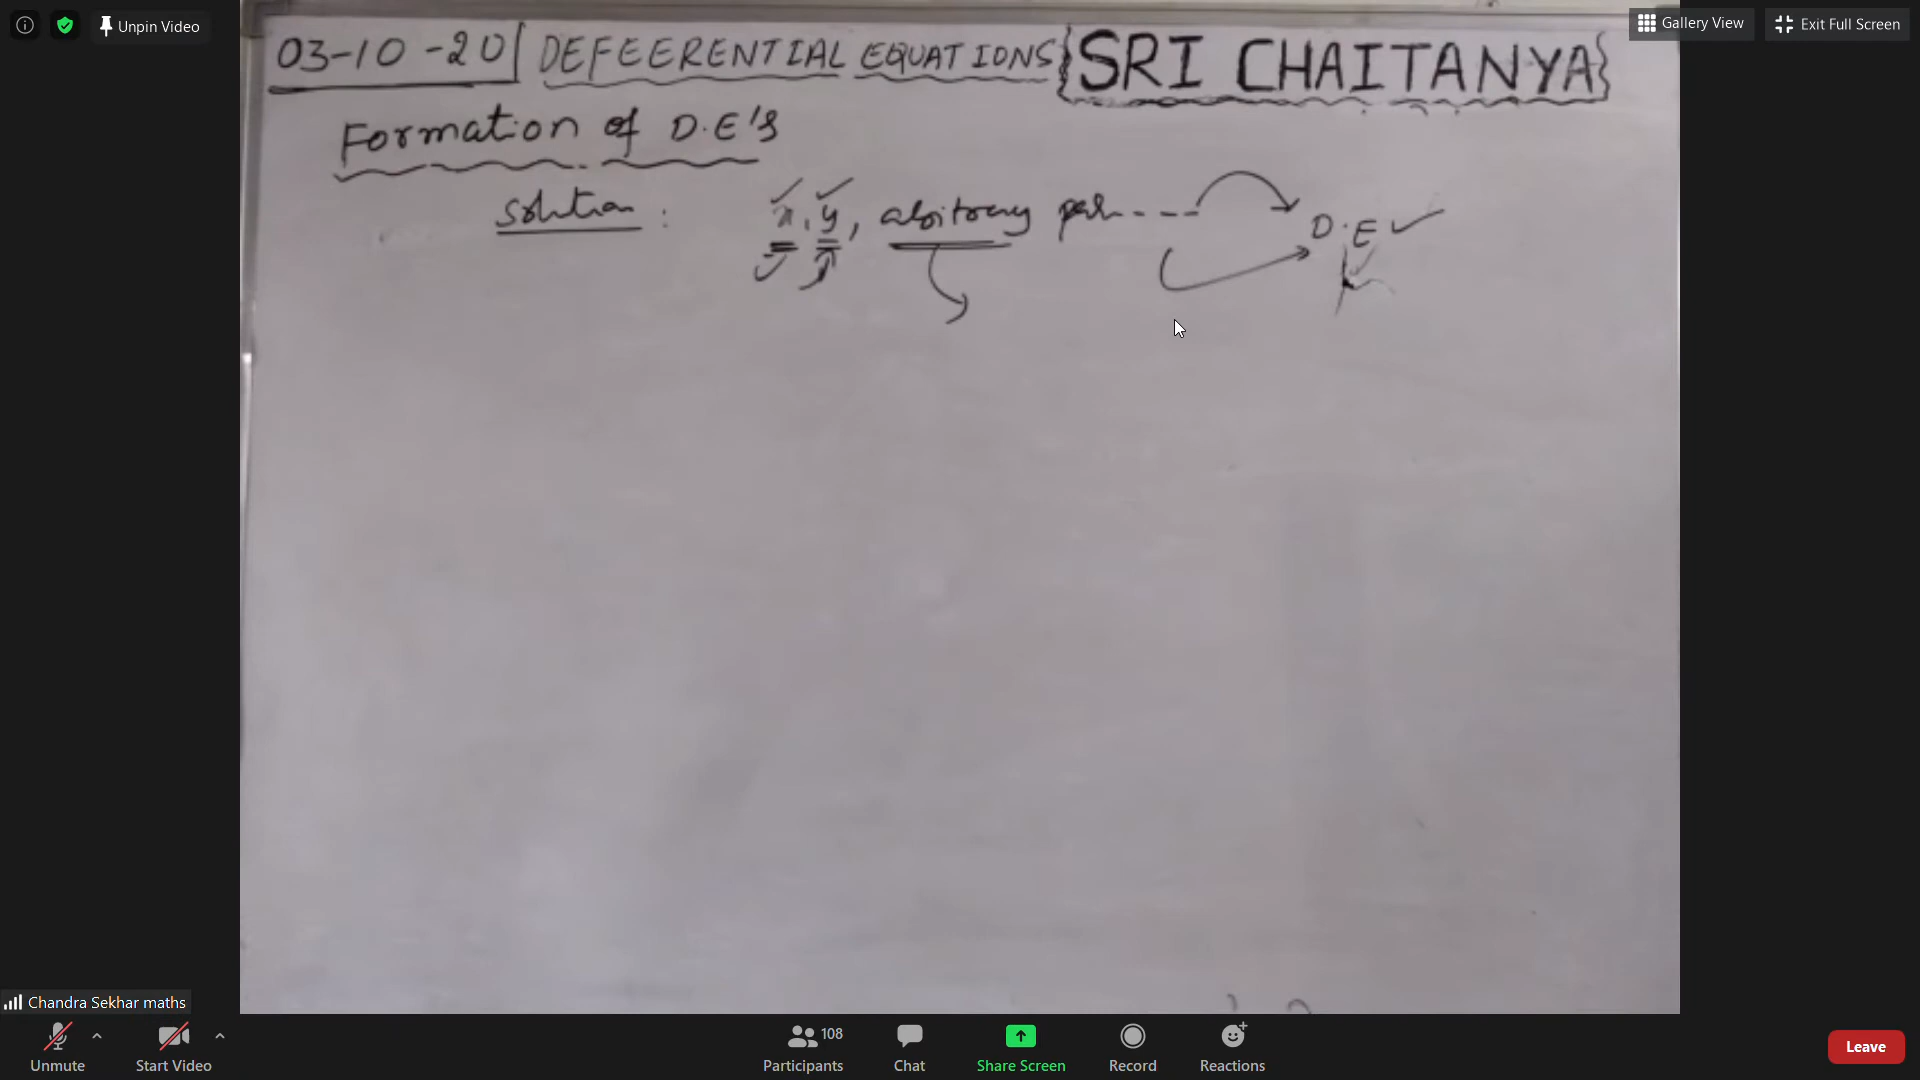 Unpin Video
Gallery View
Exit Full Screen
03-10-20 DEFEERENTIAL EQUATIONS SRI CHAITANYA
Formation of D.E's
solution : x, y, arbitrary ---- D.E
Chandra Sekhar maths
Unmute
Start Video
108
Participants
Chat
Share Screen
Record
Reactions
Leave